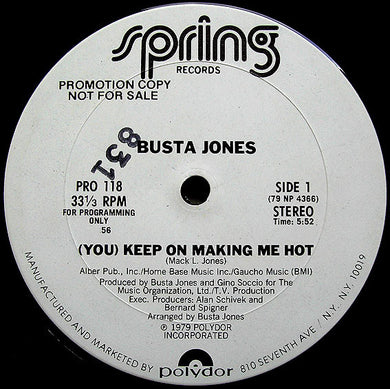 spring
RECORDS
PROMOTION COPY
NOT FOR SALE
831
BUSTA JONES
PRO 118
33⅓ RPM
FOR PROGRAMMING
ONLY
56
SIDE 1
(79 NP 4366)
STEREO
Time: 5:52
(YOU) KEEP ON MAKING ME HOT
(Mack L. Jones)
Alber Pub., Inc./Home Base Music Inc./Gaucho Music (BMI)
Produced by Busta Jones and Gino Soccio for The
Music Organization, Ltd./T.V. Production
Exec. Producers: Alan Schivek and
Bernard Spigner
Arranged by Busta Jones
℗ 1979 POLYDOR
INCORPORATED
MANUFACTURED AND MARKETED BY polydor 810 SEVENTH AVE / NY. NY. 10019